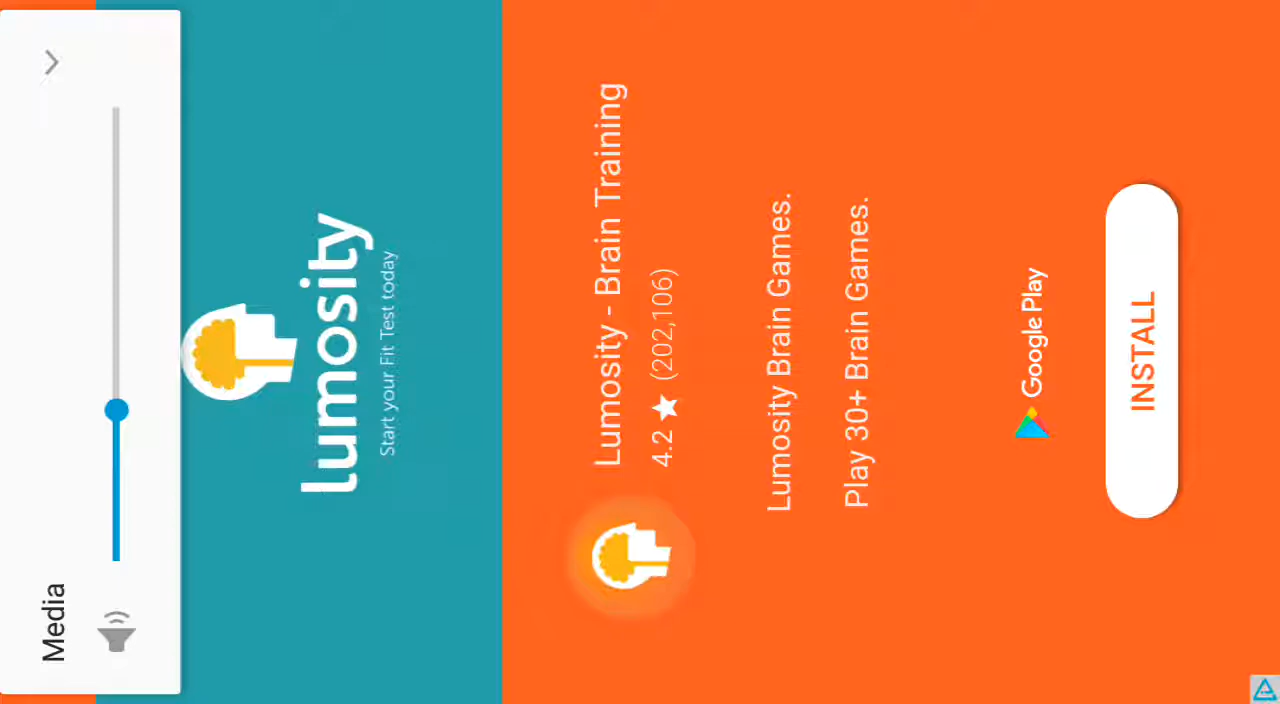 Media
lumosity
Start your Fit Test today
Lumosity - Brain Training
4.2 ★ (202,106)
Lumosity Brain Games.
Play 30+ Brain Games.
Google Play
INSTALL